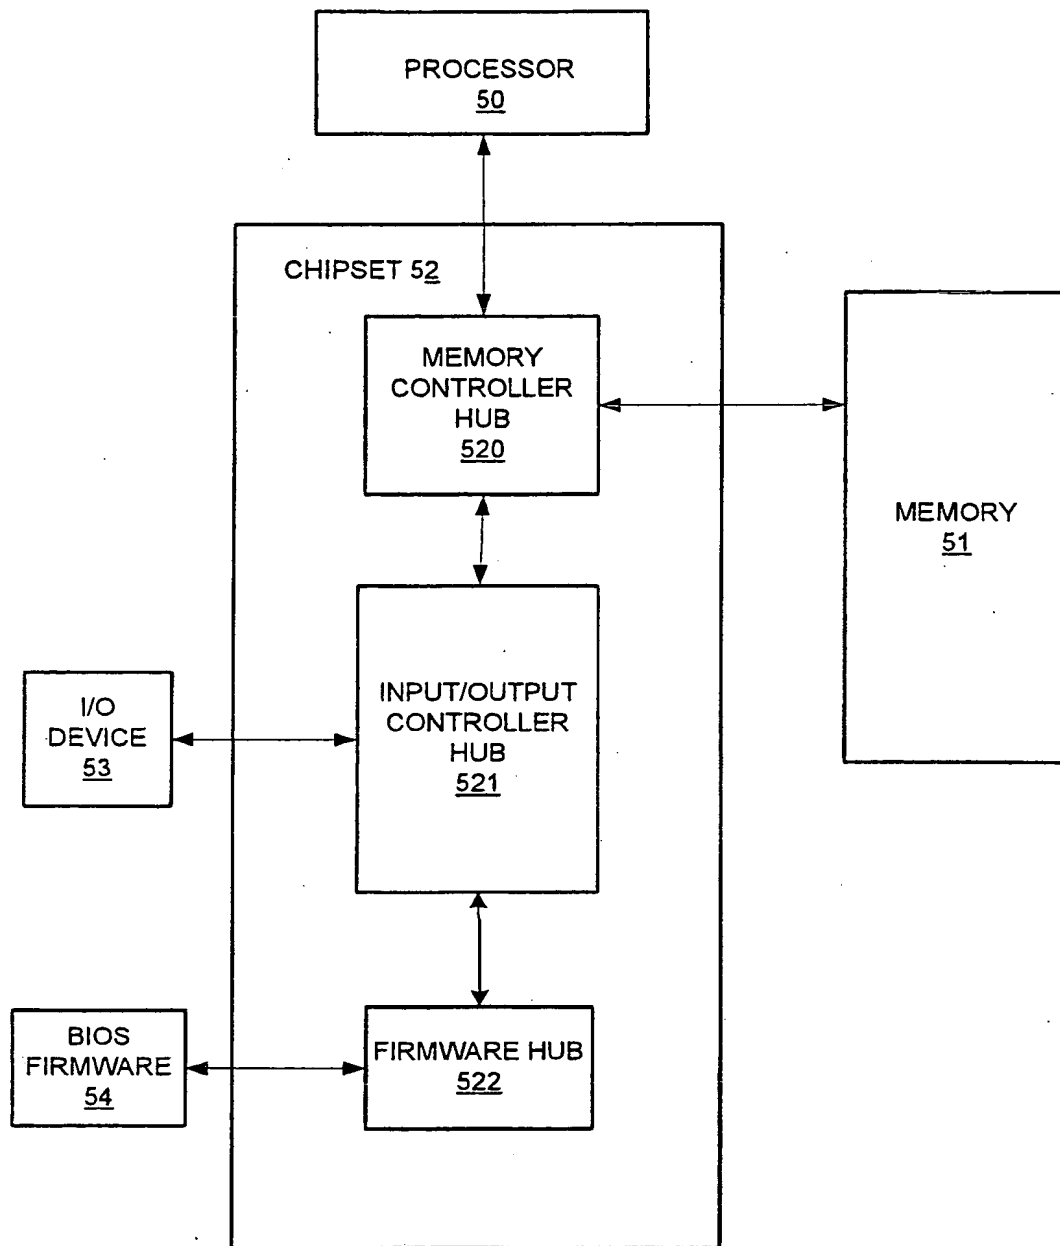 PROCESSOR
50
CHIPSET 52
MEMORY
CONTROLLER
HUB
520
MEMORY
51
INPUT/OUTPUT
CONTROLLER
HUB
521
I/O
DEVICE
53
BIOS
FIRMWARE
54
FIRMWARE HUB
522